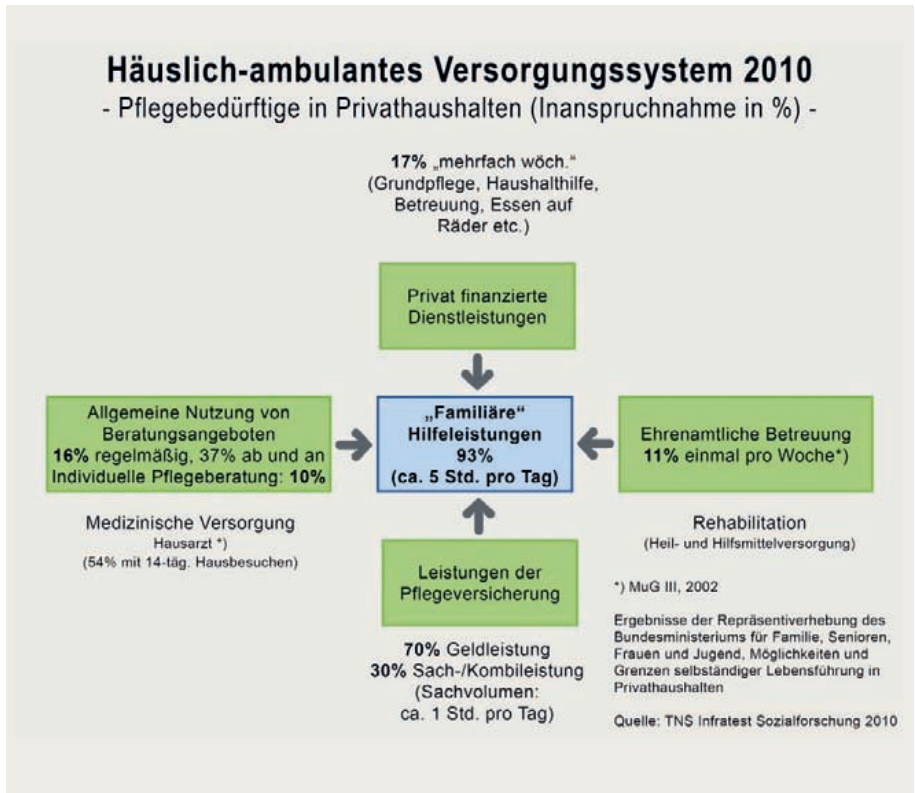 Häuslich-ambulantes Versorgungssystem 2010
- Pflegebedürftige in Privathaushalten (Inanspruchnahme in %) -
17% „mehrfach wöch.“
(Grundpflege, Haushalthilfe,
Betreuung, Essen auf
Räder etc.)
Privat finanzierte
Dienstleistungen
Allgemeine Nutzung von
Beratungsangeboten
16% regelmäßig, 37% ab und an
Individuelle Pflegeberatung: 10%
„Familiäre“
Hilfeleistungen
93%
(ca. 5 Std. pro Tag)
Ehrenamtliche Betreuung
11% einmal pro Woche*)
Medizinische Versorgung
Hausarzt *)
(54% mit 14-täg. Hausbesuchen)
Leistungen der
Pflegeversicherung
70% Geldleistung
30% Sach-/Kombileistung
(Sachvolumen:
ca. 1 Std. pro Tag)
Rehabilitation
(Heil- und Hilfsmittelversorgung)
*) MuG III, 2002
Ergebnisse der Repräsentiverhebung des
Bundesministeriums für Familie, Senioren,
Frauen und Jugend, Möglichkeiten und
Grenzen selbständiger Lebensführung in
Privathaushalten
Quelle: TNS Infratest Sozialforschung 2010